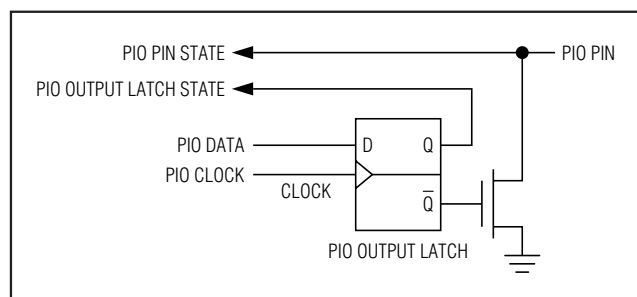 PIO PIN STATE
PIO PIN
PIO OUTPUT LATCH STATE
PIO DATA
D
Q
PIO CLOCK
CLOCK
Q̅
PIO OUTPUT LATCH